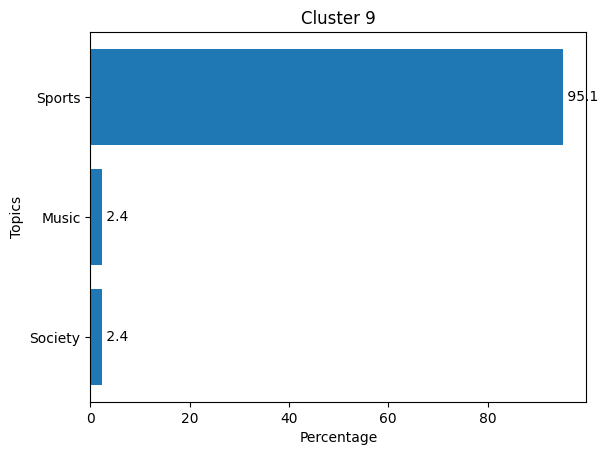 Cluster 9
Topics
Sports
95.1
Music
2.4
Society
2.4
0 20 40 60 80
Percentage